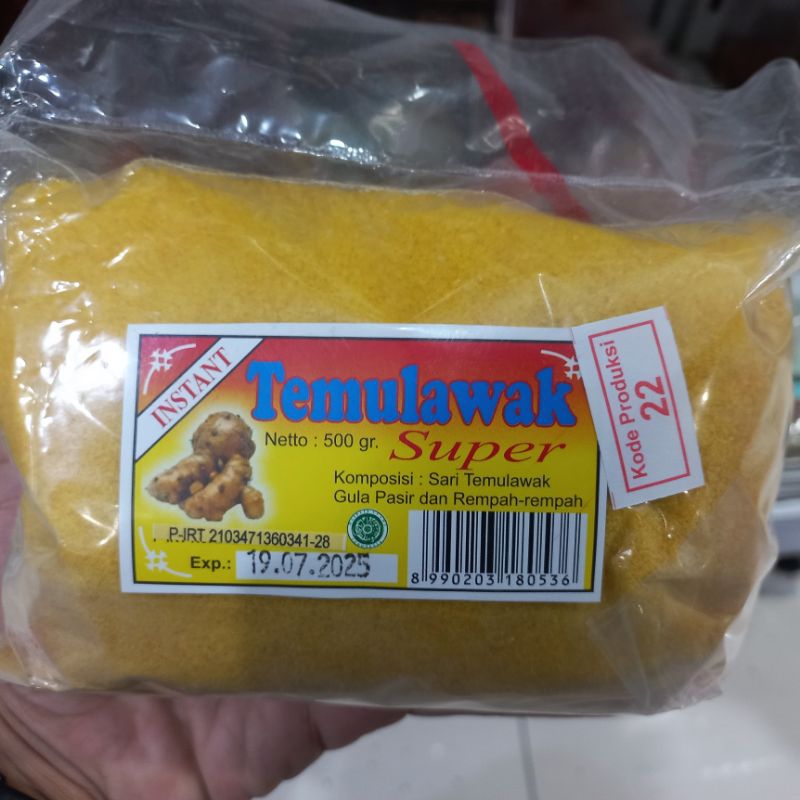 INSTANT
Temulawak
Super
Netto : 500 gr.
Komposisi : Sari Temulawak
Gula Pasir dan Rempah-rempah
P-IRT 2103471360341-28
Exp.: 19.07.2025
8 990203 180536
Kode Produksi
22